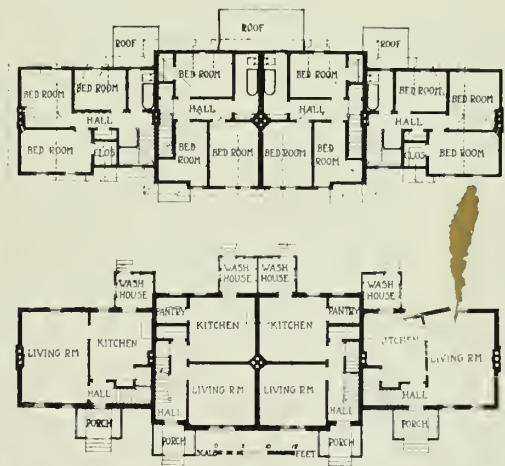 ROOF
ROOF ROOF
BED ROOM BED ROOM BED ROOM BED ROOM BED ROOM BED ROOM
HALL HALL HALL HALL
BED ROOM CLOS BED ROOM BED ROOM BED ROOM BED ROOM CLOS BED ROOM
WASH HOUSE WASH HOUSE WASH HOUSE WASH HOUSE
PANTRY PANTRY
KITCHEN KITCHEN KITCHEN KITCHEN
LIVING RM LIVING RM
LIVING RM LIVING RM
HALL HALL HALL HALL
PORCH PORCH PORCH PORCH
SCALE FEET